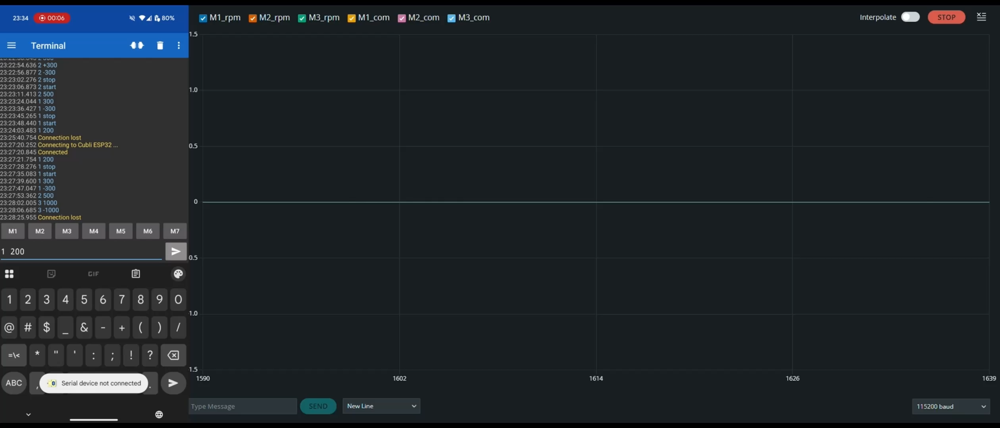 23:34 00:06 80%
Terminal
23:22:54.636 2 +300
23:22:56.877 2 -300
23:23:02.276 2 stop
23:23:06.873 2 start
23:23:11.413 2 500
23:23:24.044 1 300
23:23:36.427 1 -300
23:23:45.265 1 stop
23:23:48.440 1 start
23:24:03.483 1 200
23:25:40.754 Connection lost
23:27:20.252 Connecting to Cubli ESP32 ...
23:27:20.845 Connected
23:27:21.754 1 200
23:27:28.276 1 stop
23:27:35.083 1 start
23:27:39.600 1 300
23:27:47.047 1 -300
23:27:53.362 2 500
23:28:02.005 3 1000
23:28:06.685 3 -1000
23:28:25.955 Connection lost
M1 M2 M3 M4 M5 M6 M7
1 200
GIF
1 2 3 4 5 6 7 8 9 0
@ # $ _ & - + ( ) /
=\< * " ' : ; ! ?
ABC , Serial device not connected .
M1_rpm M2_rpm M3_rpm M1_com M2_com M3_com
Interpolate STOP
1.5
1.0
0.5
0
0.5
1.0
1.5
1590 1602 1614 1626 1639
Type Message SEND New Line 115200 baud